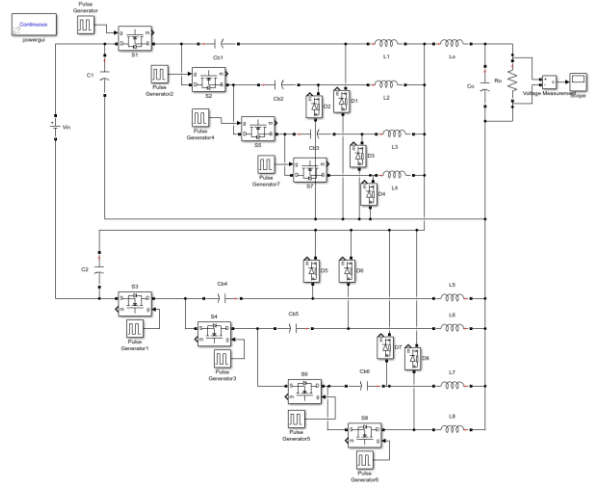 Pulse
Generator
Continuous
powergui
S1
Cb1
L1
Lo
Pulse
Generator2
S2
C1
Cb2
D2
D1
L2
Co
Ro
Voltage Measurement
Scope
Vin
Pulse
Generator4
S5
Cb3
L3
D3
Pulse
Generator7
S7
L4
D4
C2
D5
D6
S3
Cb4
L5
Pulse
Generator1
S4
Cb5
L6
Pulse
Generator3
D7
D8
S6
Cb6
L7
Pulse
Generator5
S8
L8
Pulse
Generator6